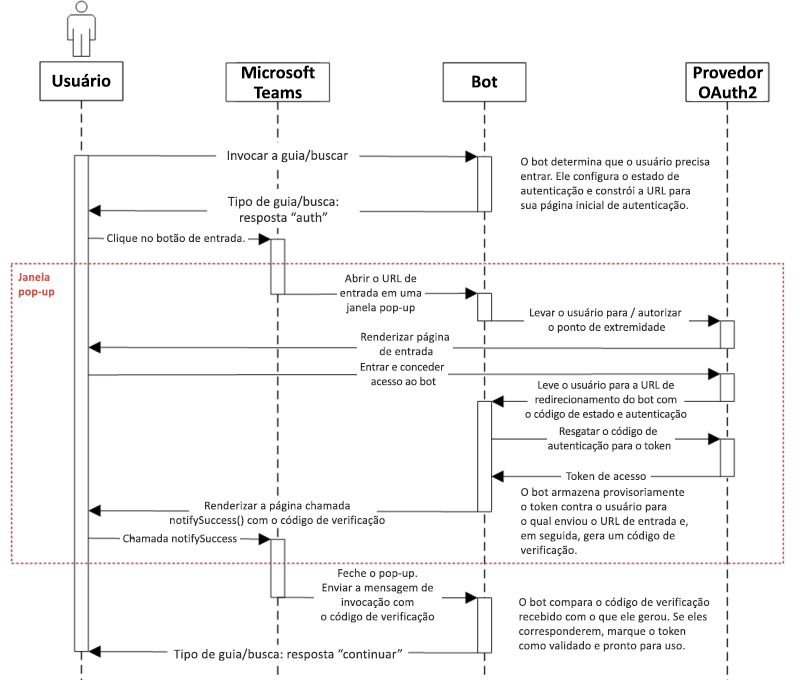 Usuário
Microsoft
Teams
Bot
Provedor
OAuth2
Invocar a guia/buscar
O bot determina que o usuário precisa
entrar. Ele configura o estado de
autenticação e constrói a URL para
sua página inicial de autenticação.
Tipo de guia/busca:
resposta “auth”
Clique no botão de entrada.
Janela
pop-up
Abrir o URL de
entrada em uma
janela pop-up
Levar o usuário para / autorizar
o ponto de extremidade
Renderizar página
de entrada
Entrar e conceder
acesso ao bot
Leve o usuário para a URL de
redirecionamento do bot com
o código de estado e autenticação
Resgatar o código de
autenticação para o token
Token de acesso
O bot armazena provisoriamente
o token contra o usuário para
o qual enviou o URL de entrada e,
em seguida, gera um código de
verificação.
Renderizar a página chamada
notifySuccess() com o código de verificação
Chamada notifySuccess
Feche o pop-up.
Enviar a mensagem de
invocação com
o código de verificação
O bot compara o código de verificação
recebido com o que ele gerou. Se eles
corresponderem, marque o token
como validado e pronto para uso.
Tipo de guia/busca: resposta “continuar”